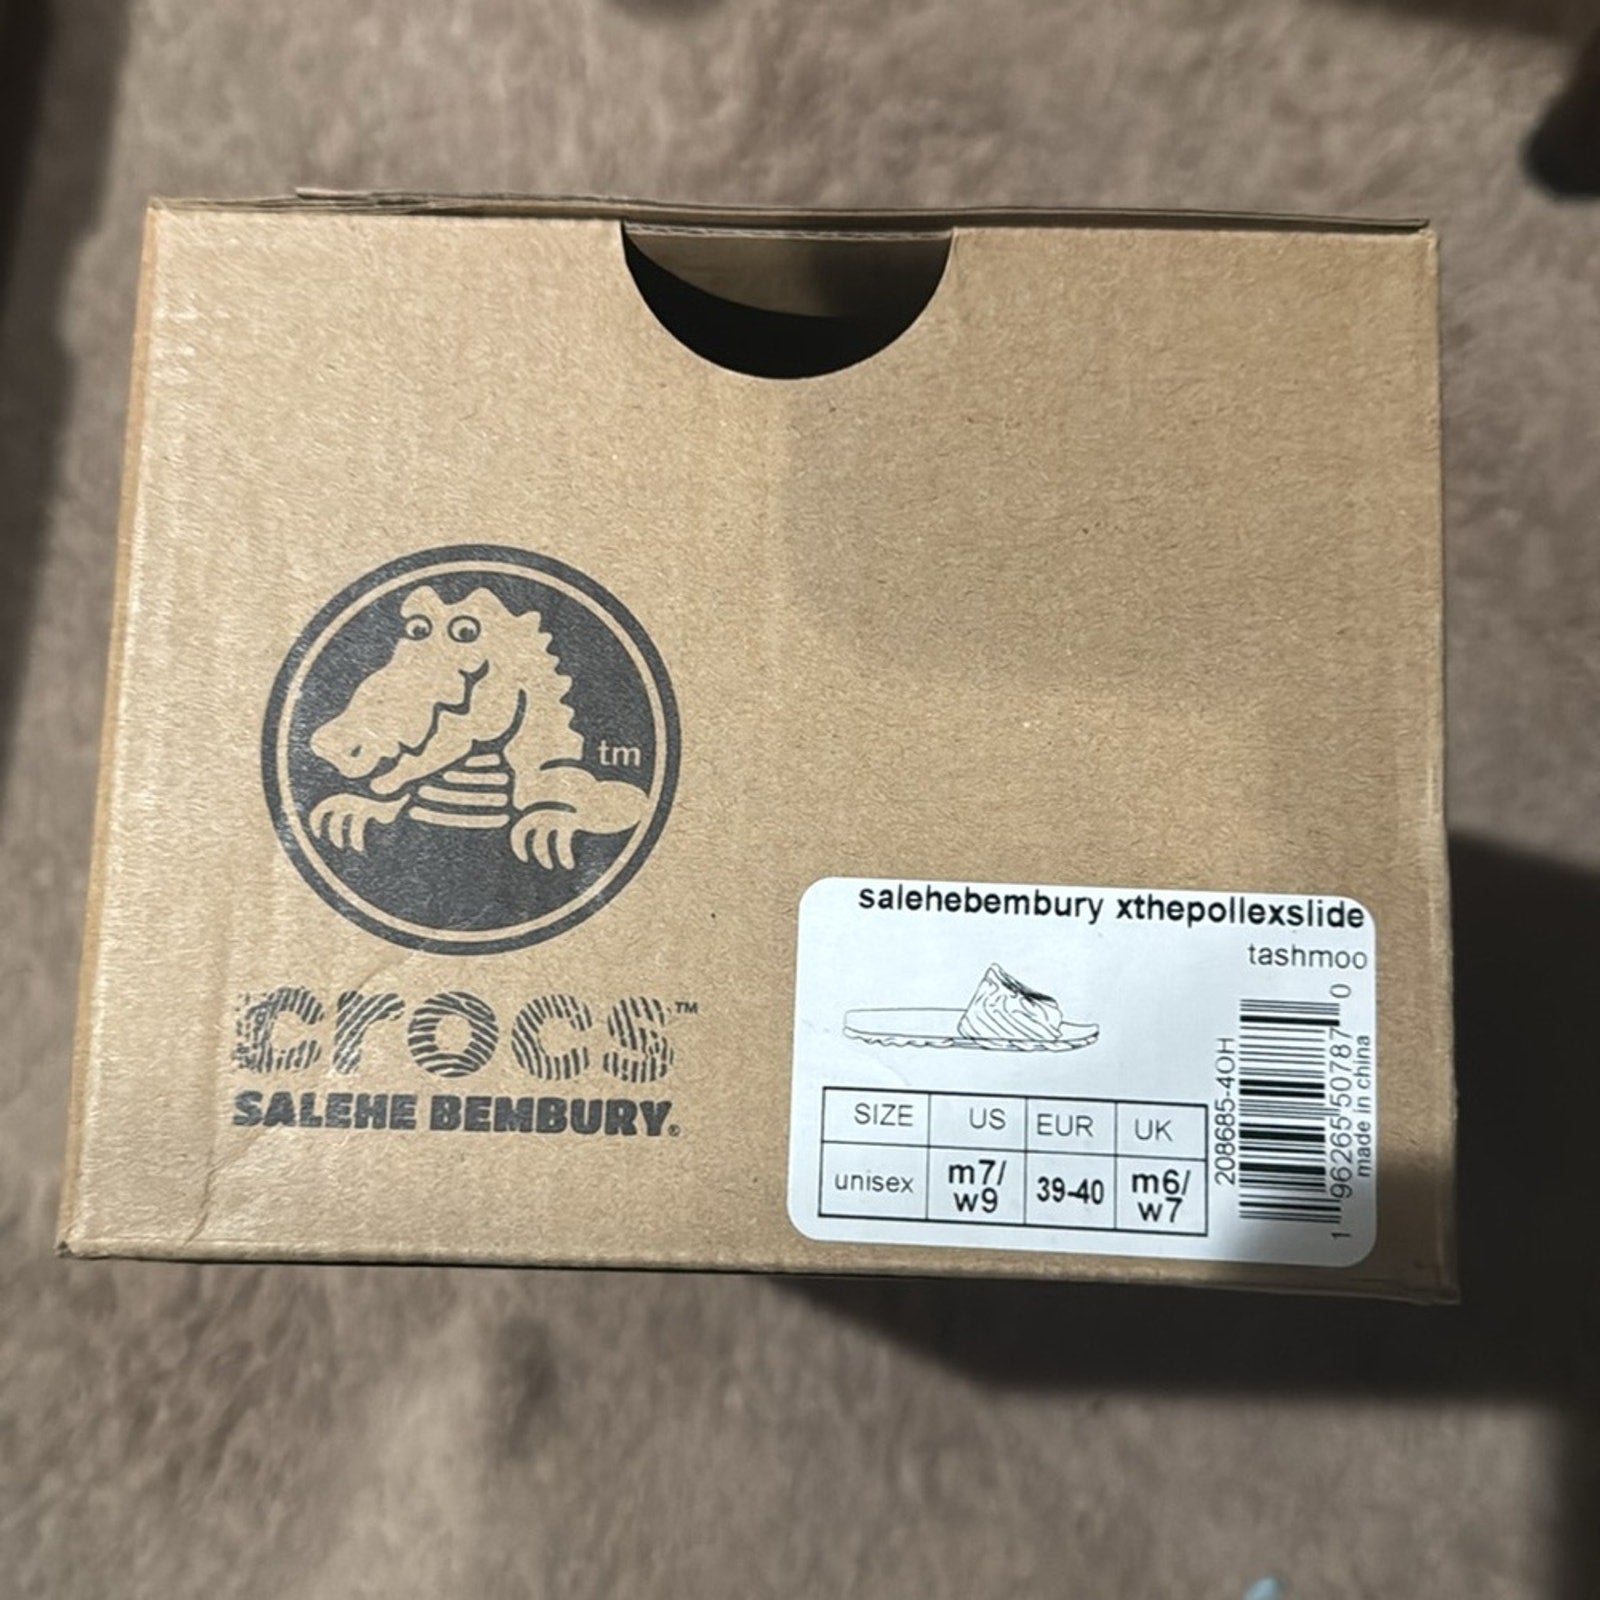 tm
crocs™
SALEHE BEMBURY®
salehebembury xthepollexslide
tashmoo
SIZE US EUR UK
unisex m7/ w9 39-40 m6/ w7
208685-4OH
1 96265 50787 0
made in china